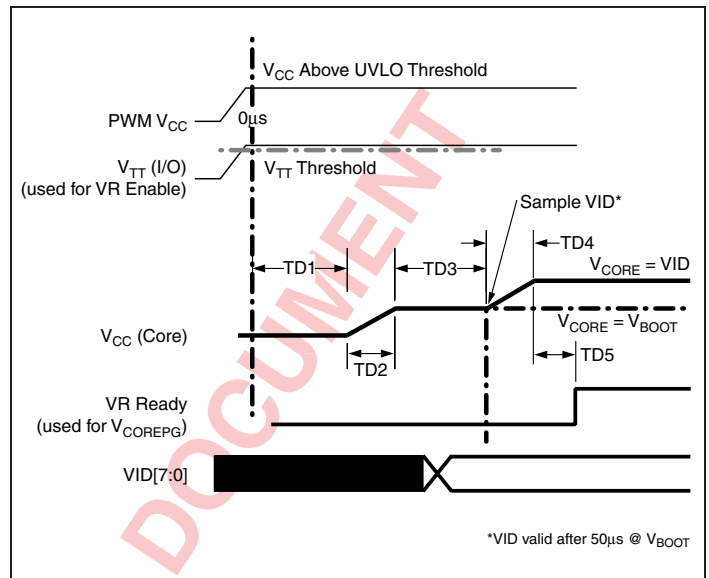 V_CC Above UVLO Threshold
PWM V_CC
0µs
V_TT (I/O)
(used for VR Enable)
V_TT Threshold
Sample VID*
TD1
TD3
TD4
V_CORE = VID
V_CORE = V_BOOT
V_CC (Core)
TD2
TD5
VR Ready
(used for V_COREPG)
VID[7:0]
*VID valid after 50µs @ V_BOOT
DOCUMENT